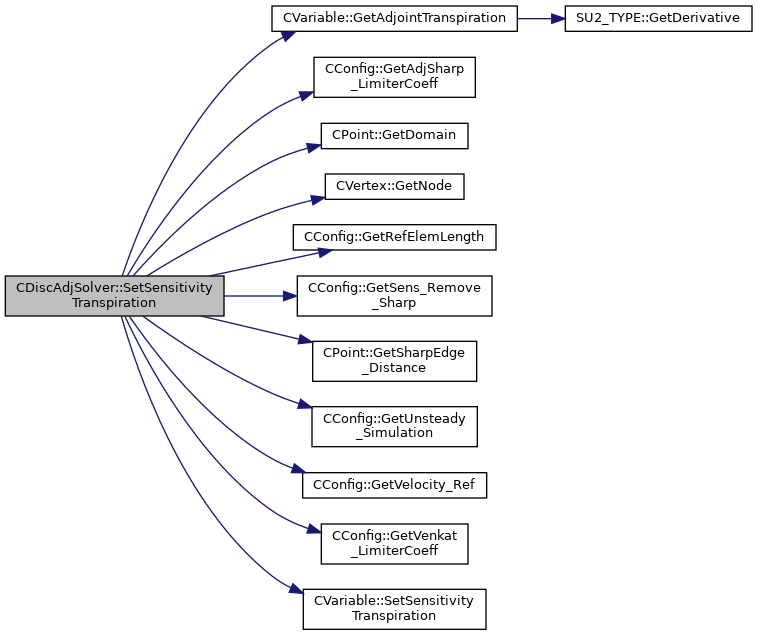 CDiscAdjSolver::SetSensitivity
Transpiration
CVariable::GetAdjointTranspiration
SU2_TYPE::GetDerivative
CConfig::GetAdjSharp
_LimiterCoeff
CPoint::GetDomain
CVertex::GetNode
CConfig::GetRefElemLength
CConfig::GetSens_Remove
_Sharp
CPoint::GetSharpEdge
_Distance
CConfig::GetUnsteady
_Simulation
CConfig::GetVelocity_Ref
CConfig::GetVenkat
_LimiterCoeff
CVariable::SetSensitivity
Transpiration